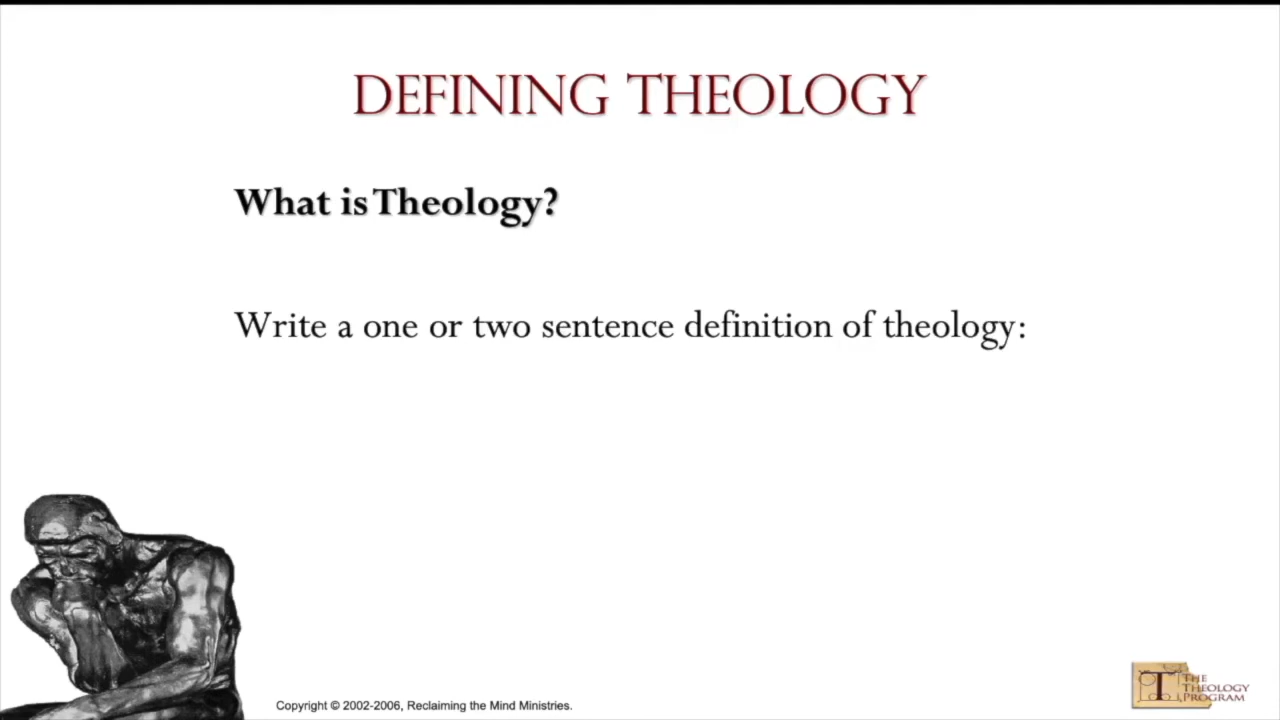 DEFINING THEOLOGY
What is Theology?
Write a one or two sentence definition of theology:
Copyright © 2002-2006, Reclaiming the Mind Ministries.
T
THE
THEOLOGY
PROGRAM